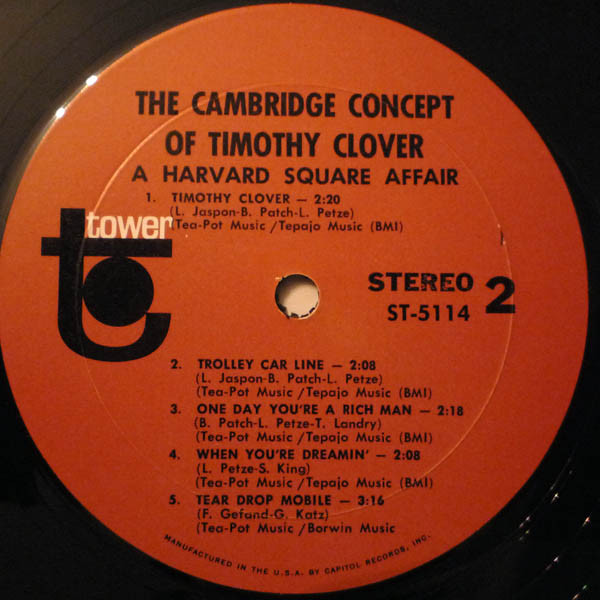 THE CAMBRIDGE CONCEPT
OF TIMOTHY CLOVER
A HARVARD SQUARE AFFAIR
1. TIMOTHY CLOVER — 2:20
(L. Jaspon-B. Patch-L. Petze)
(Tea-Pot Music/Tepajo Music (BMI)
tower
t
STEREO 2
ST-5114
2. TROLLEY CAR LINE — 2:08
(L. Jaspon-B. Patch-L. Petze)
(Tea-Pot Music/Tepajo Music (BMI)
3. ONE DAY YOU'RE A RICH MAN — 2:18
(B. Patch-L. Petze-T. Landry)
(Tea-Pot Music/Tepajo Music (BMI)
4. WHEN YOU'RE DREAMIN' — 2:08
(L. Petze-S. King)
(Tea-Pot Music/Tepajo Music (BMI)
5. TEAR DROP MOBILE — 3:16
(F. Gefand-G. Katz)
(Tea-Pot Music/Borwin Music
MANUFACTURED IN THE U.S.A. BY CAPITOL RECORDS, INC.